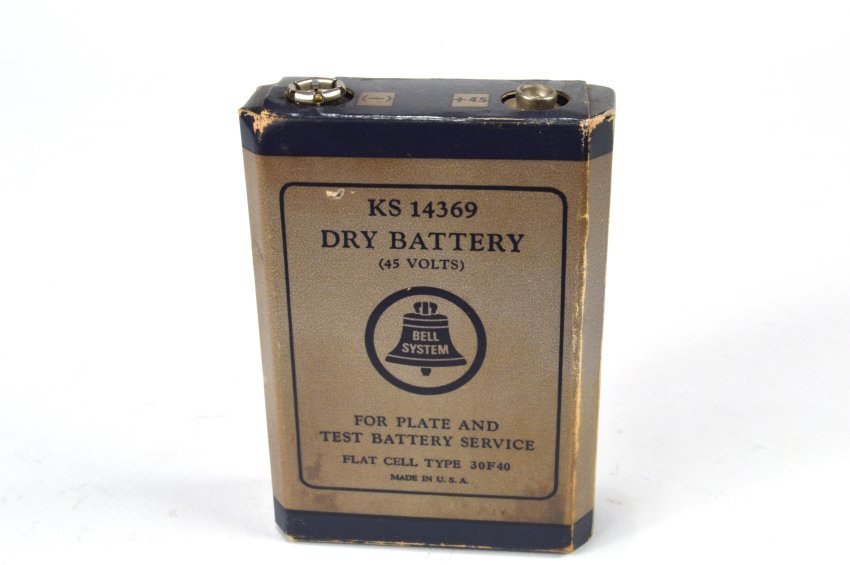 (—) +45
KS 14369
DRY BATTERY
(45 VOLTS)
BELL
SYSTEM
FOR PLATE AND
TEST BATTERY SERVICE
FLAT CELL TYPE 30F40
MADE IN U.S.A.